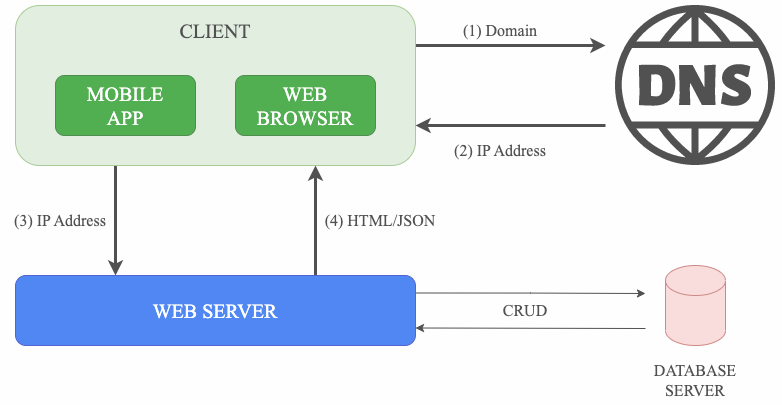 CLIENT
(1) Domain
MOBILE
APP
WEB
BROWSER
DNS
(2) IP Address
(3) IP Address
(4) HTML/JSON
WEB SERVER
CRUD
DATABASE
SERVER